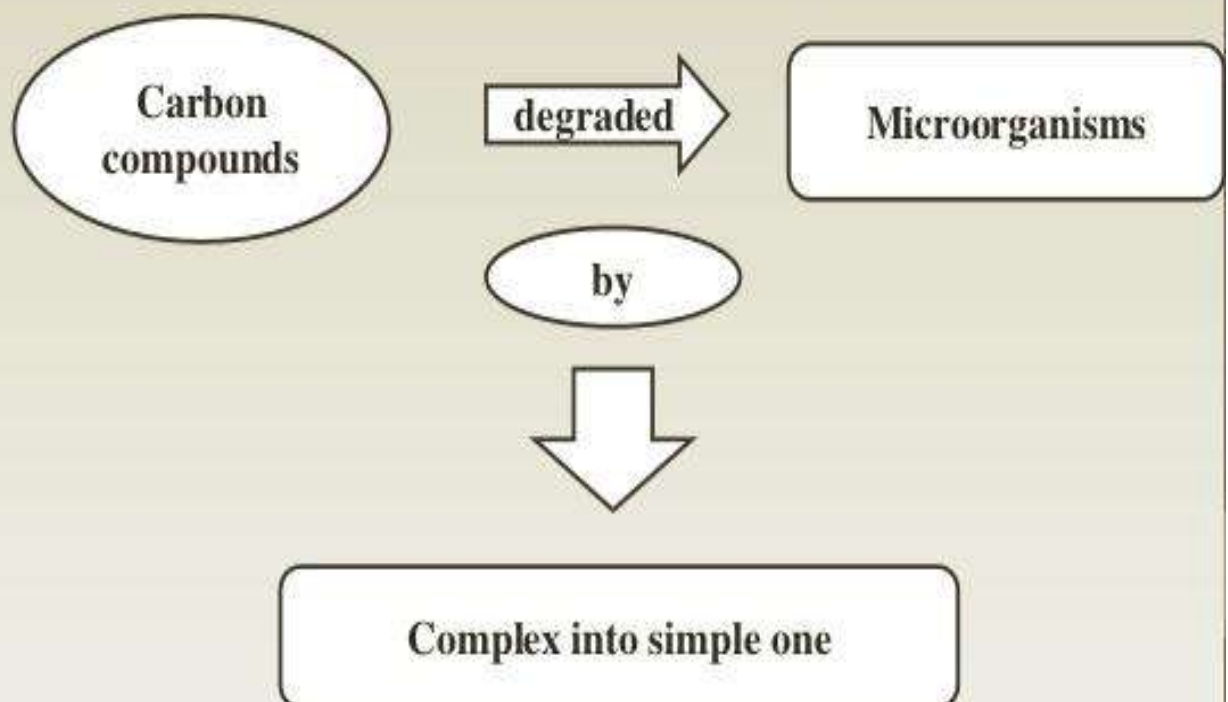 Carbon
compounds
degraded
Microorganisms
by
Complex into simple one